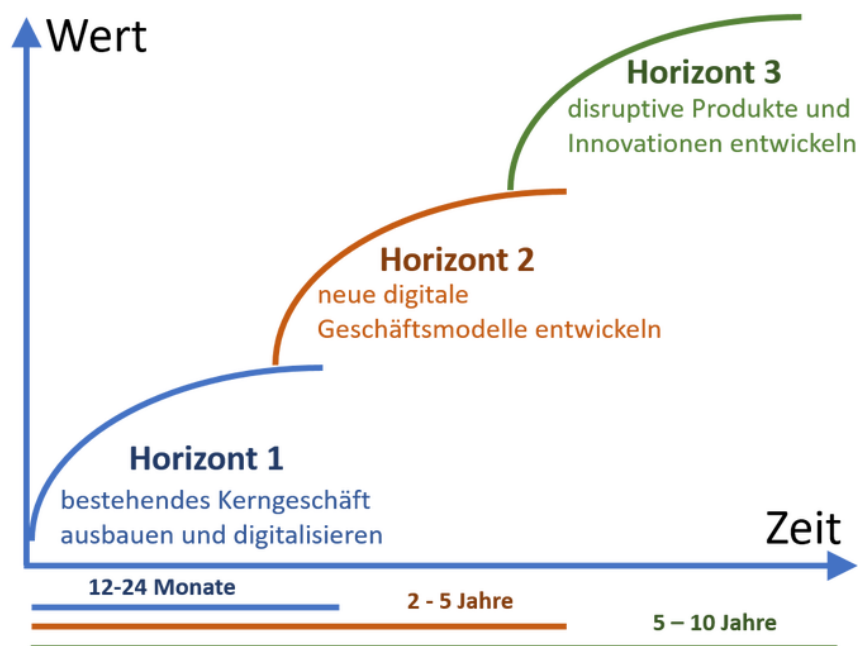 Wert
Horizont 3
disruptive Produkte und
Innovationen entwickeln
Horizont 2
neue digitale
Geschäftsmodelle entwickeln
Horizont 1
bestehendes Kerngeschäft
ausbauen und digitalisieren
Zeit
12-24 Monate
2 - 5 Jahre
5 – 10 Jahre